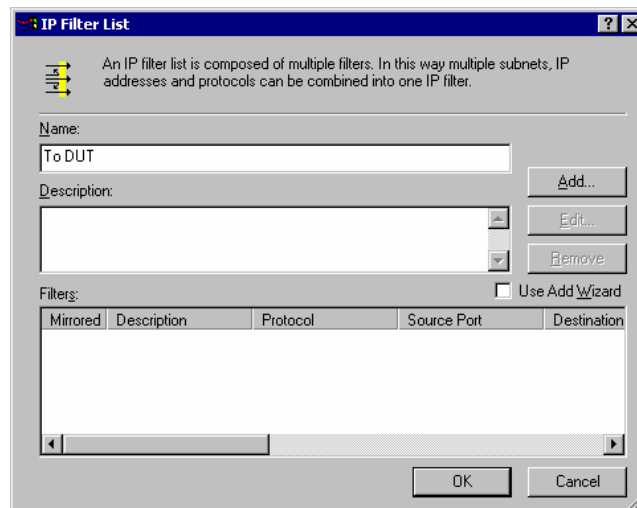 IP Filter List
An IP filter list is composed of multiple filters. In this way multiple subnets, IP
addresses and protocols can be combined into one IP filter.
Name:
To DUT
Add...
Description:
Edit...
Remove
Filters:
Use Add Wizard
Mirrored Description Protocol Source Port Destination
OK Cancel